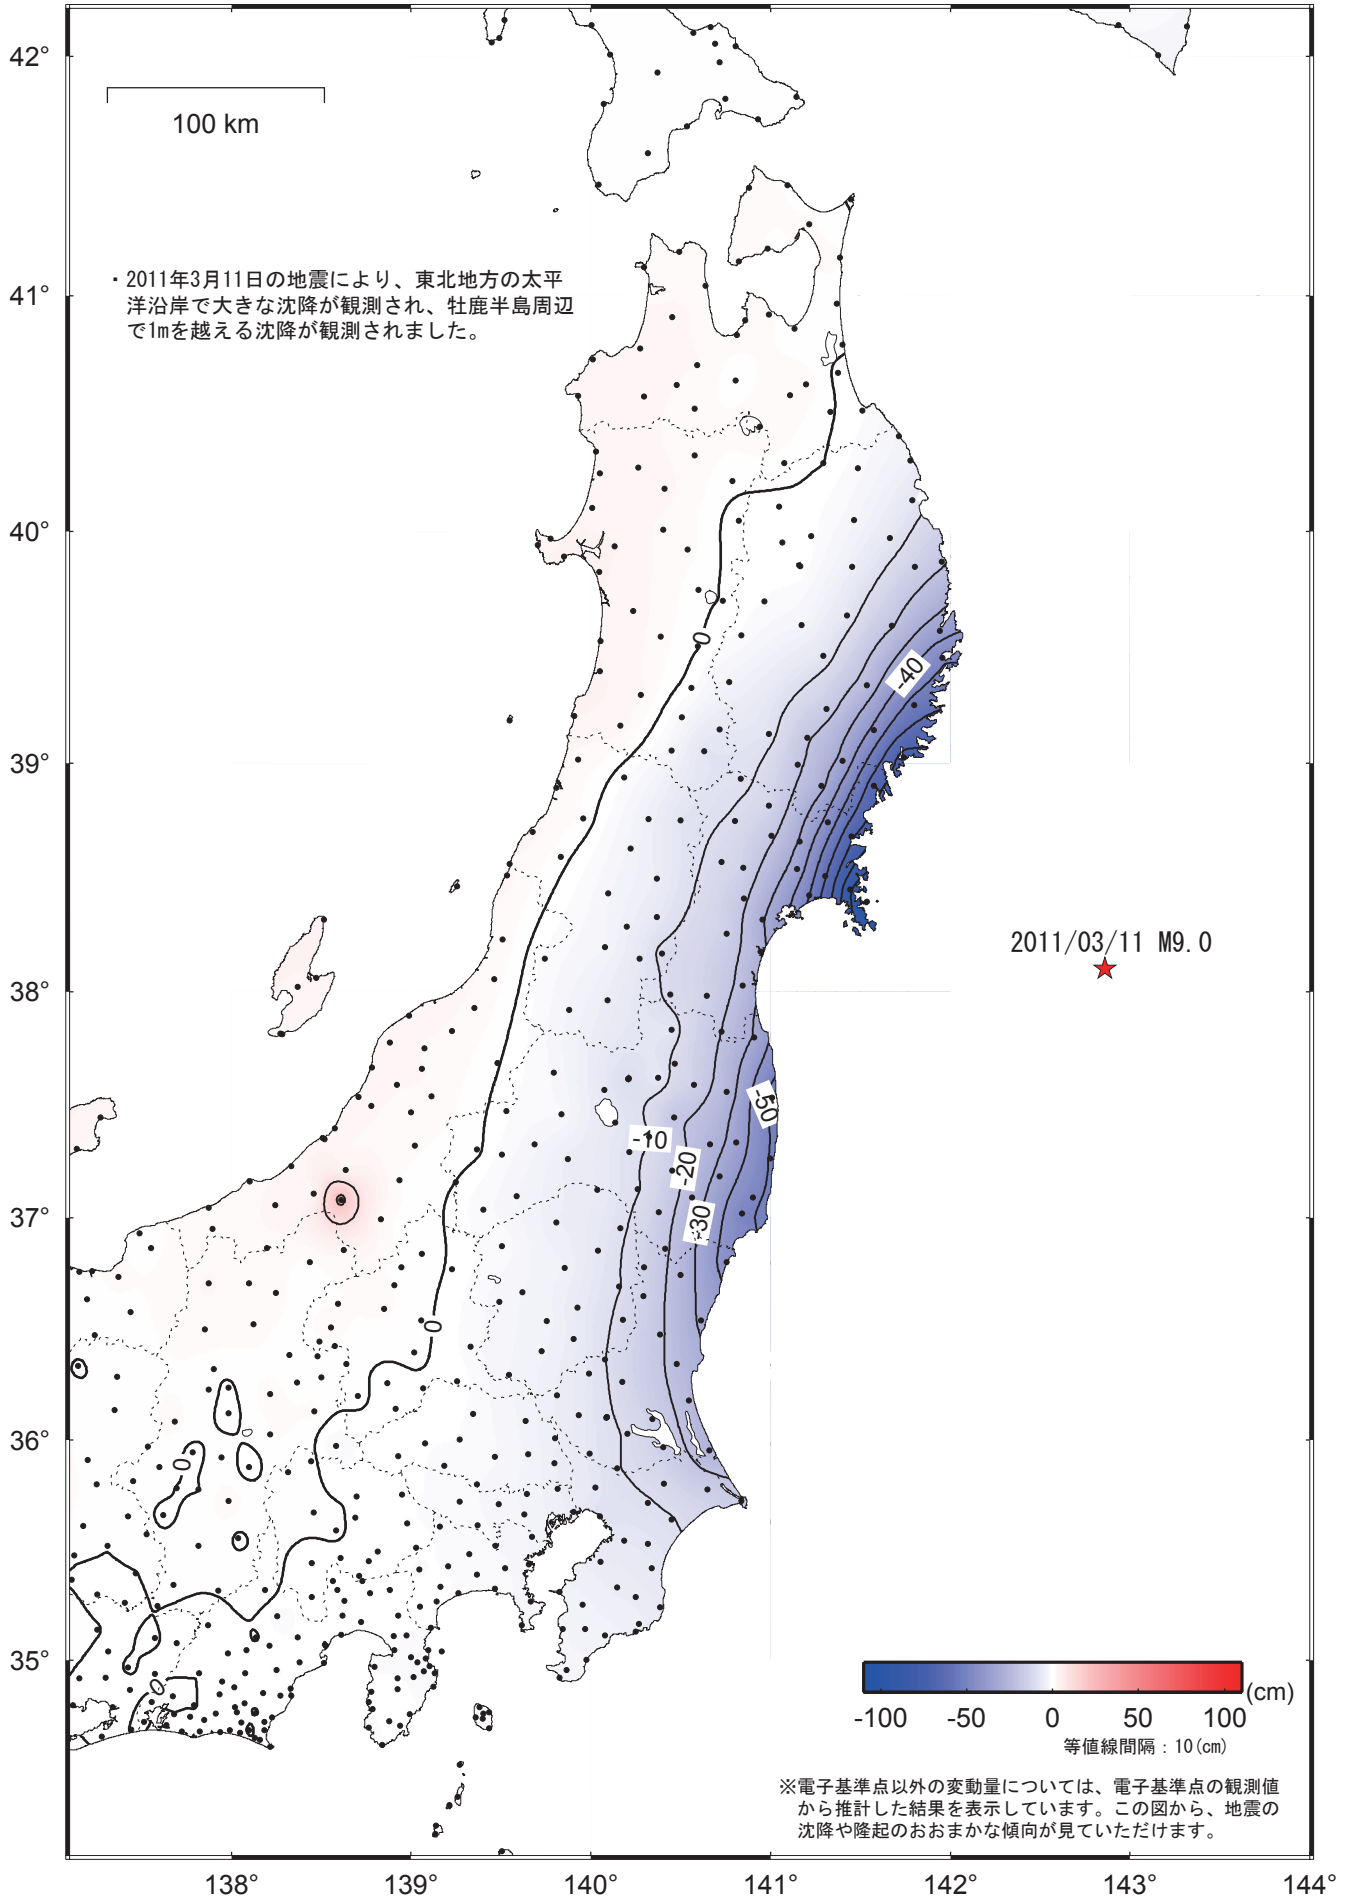 42°
100 km
・2011年3月11日の地震により、東北地方の太平
洋沿岸で大きな沈降が観測され、牡鹿半島周辺
で1mを越える沈降が観測されました。
41°
40°
0
-40
39°
2011/03/11 M9.0
38°
-50
-10
-20
37°
-30
0
36°
0
35°
0
(cm)
-100 -50 0 50 100
等値線間隔：10(cm)
※電子基準点以外の変動量については、電子基準点の観測値
から推計した結果を表示しています。この図から、地震の
沈降や隆起のおおまかな傾向が見ていただけます。
138° 139° 140° 141° 142° 143° 144°